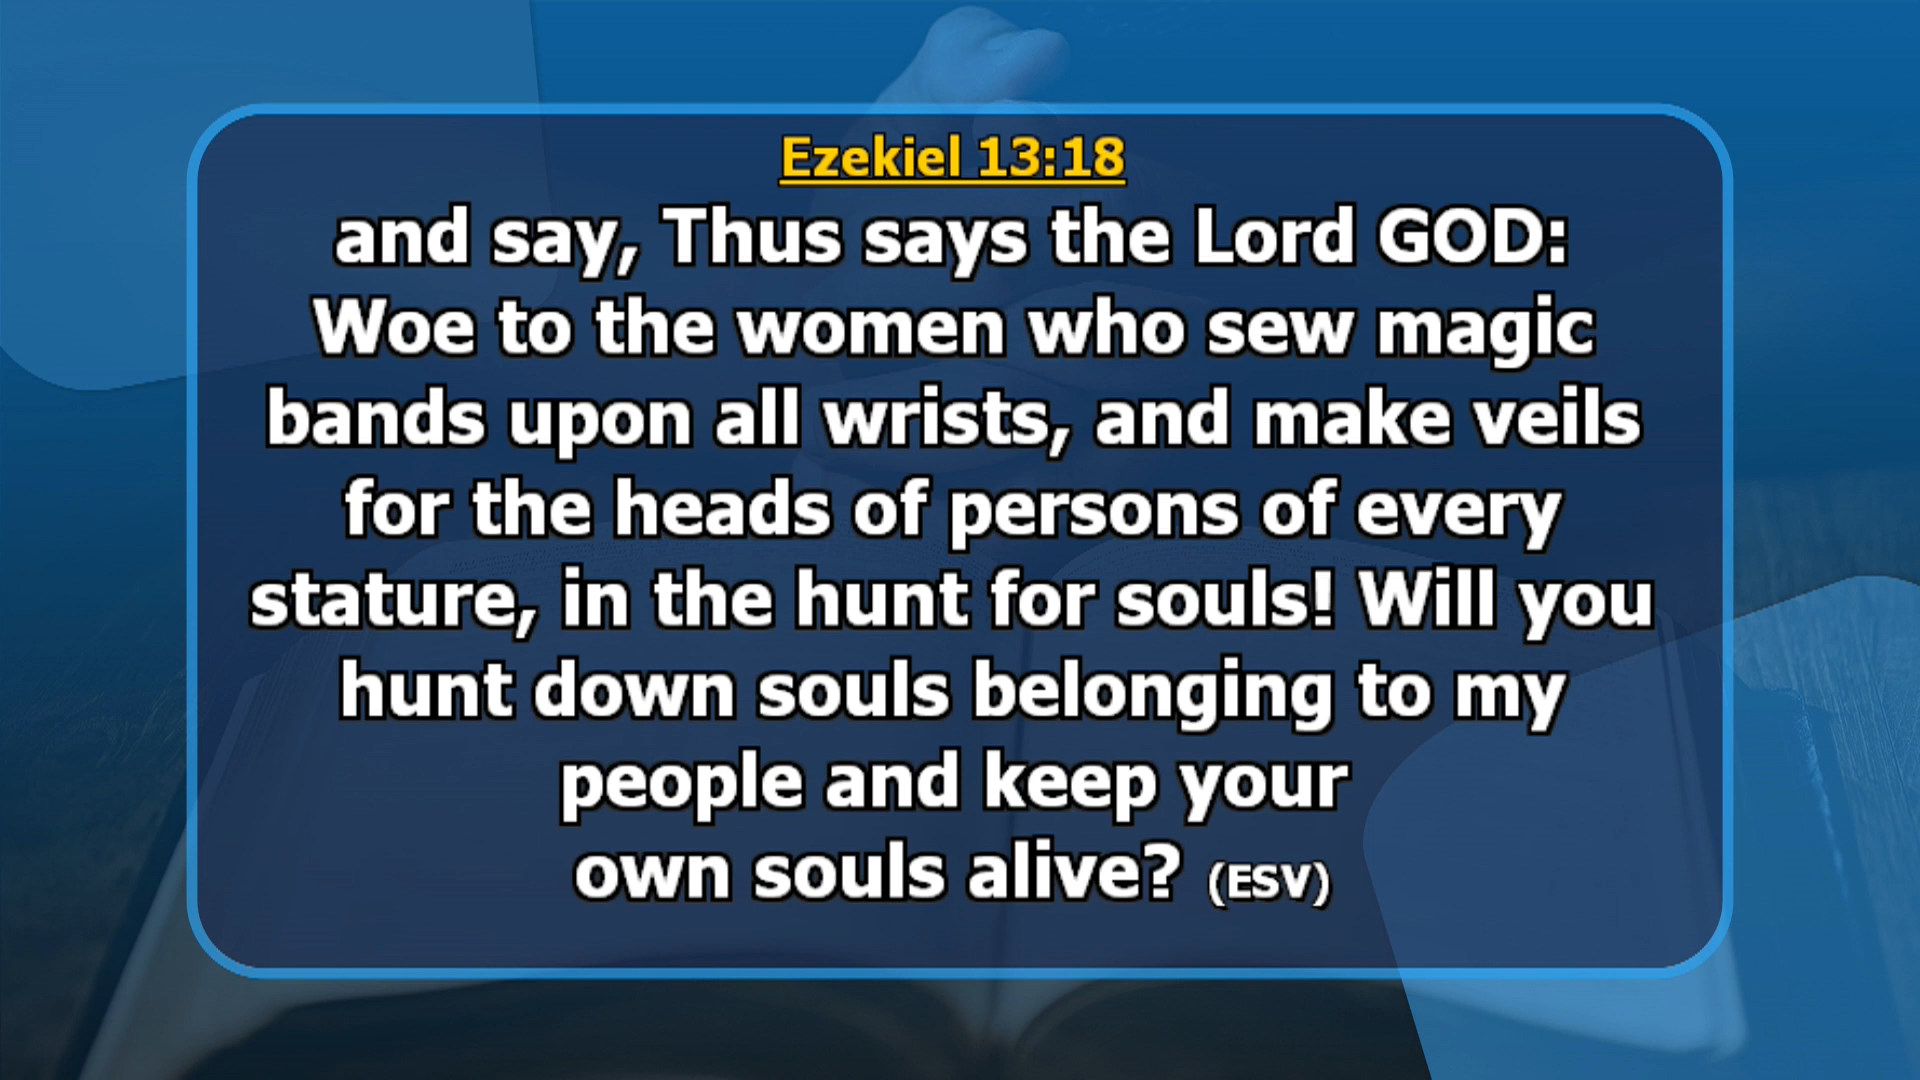 Ezekiel 13:18
and say, Thus says the Lord GOD:
Woe to the women who sew magic
bands upon all wrists, and make veils
for the heads of persons of every
stature, in the hunt for souls! Will you
hunt down souls belonging to my
people and keep your
own souls alive? (ESV)